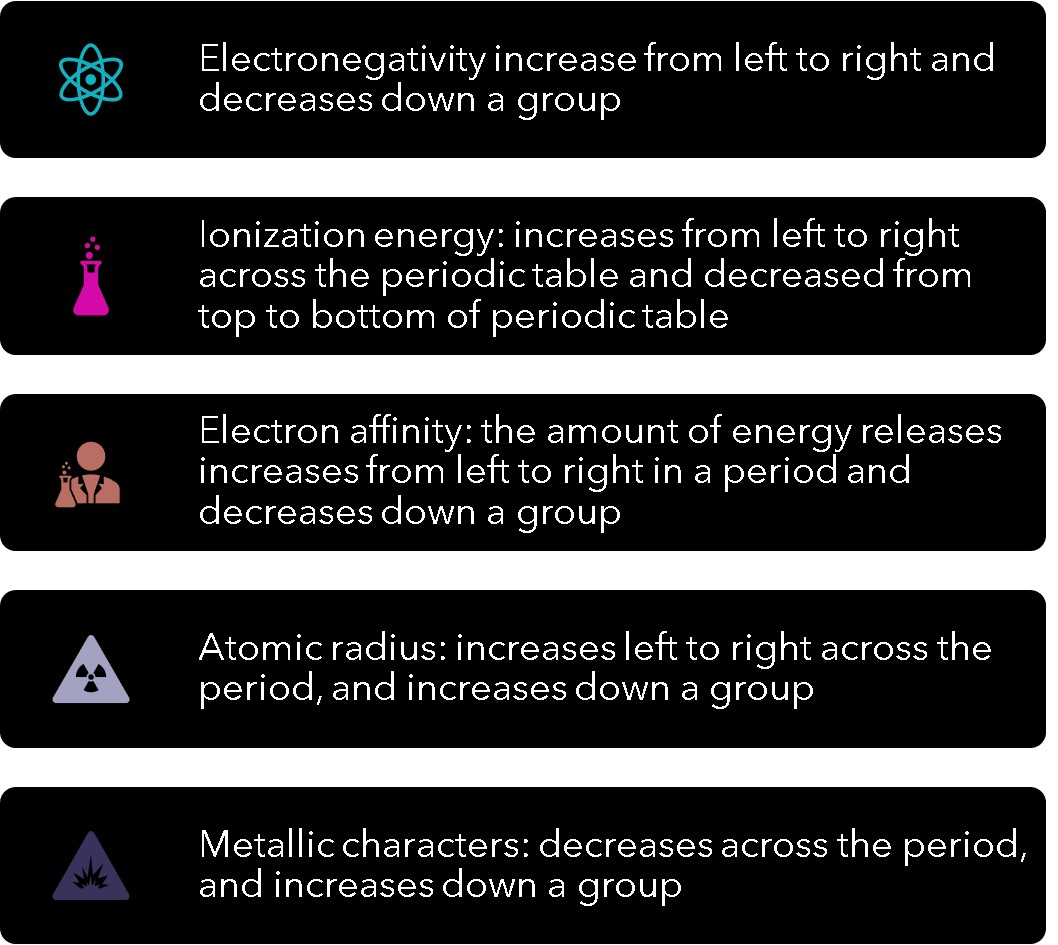 Electronegativity increase from left to right and
decreases down a group
Ionization energy: increases from left to right
across the periodic table and decreased from
top to bottom of periodic table
Electron affinity: the amount of energy releases
increases from left to right in a period and
decreases down a group
Atomic radius: increases left to right across the
period, and increases down a group
Metallic characters: decreases across the period,
and increases down a group